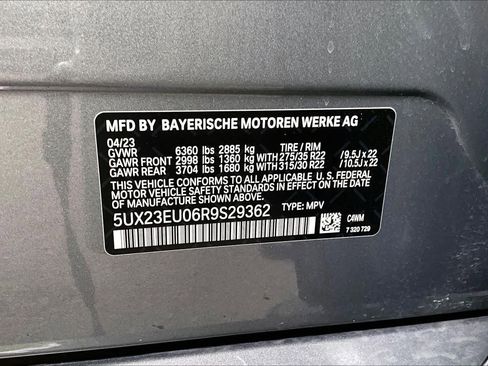 MFD BY BAYERISCHE MOTOREN WERKE AG
04/23
GVWR 6360 lbs 2885 kg TIRE / RIM
GAWR FRONT 2998 lbs 1360 kg WITH 275/35 R22 / 9.5J x 22
GAWR REAR 3704 lbs 1680 kg WITH 315/30 R22 / 10.5J x 22
THIS VEHICLE CONFORMS TO ALL APPLICABLE U.S. FEDERAL
MOTOR VEHICLE SAFETY STANDARDS IN EFFECT ON THE
DATE OF MANUFACTURE SHOWN ABOVE.
5UX23EU06R9S29362 TYPE: MPV
C4WM
7 320 729